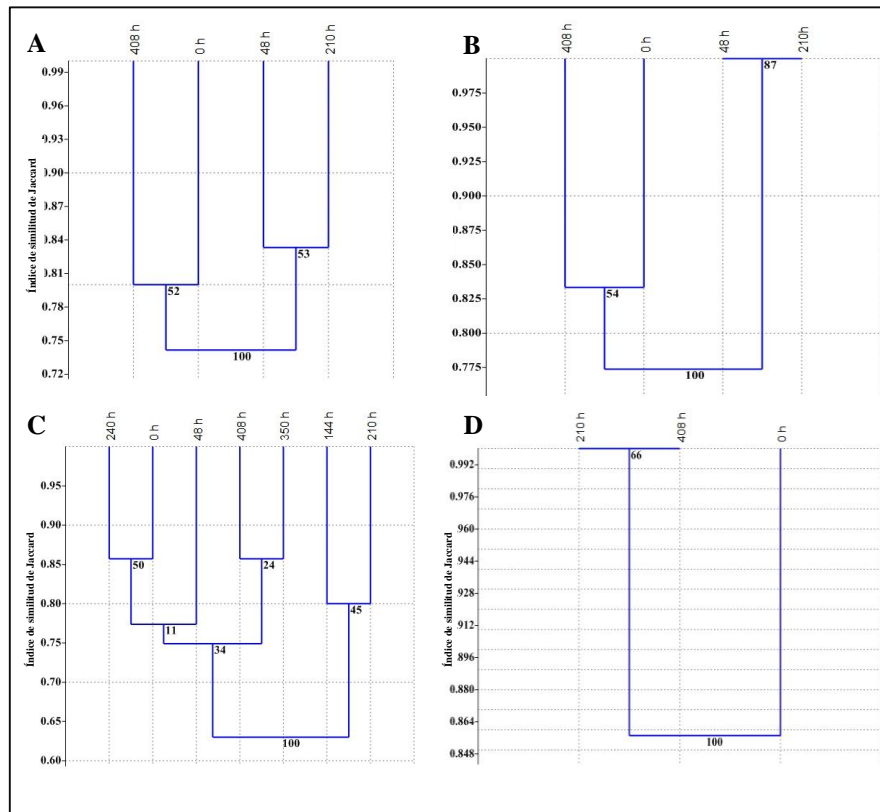 A
408 h
0 h
48 h
210 h
Índice de similitud de Jaccard
0.99
0.96
0.93
0.90
0.87
0.84
0.81
0.78
0.75
0.72
52
53
100
B
408 h
0 h
48 h
210 h
0.975
0.950
0.925
0.900
0.875
0.850
0.825
0.800
0.775
87
54
100
C
240 h
0 h
48 h
408 h
350 h
144 h
210 h
Índice de similitud de Jaccard
0.95
0.90
0.85
0.80
0.75
0.70
0.65
0.60
50
24
45
11
34
100
D
210 h
408 h
0 h
Índice de similitud de Jaccard
0.992
0.976
0.960
0.944
0.928
0.912
0.896
0.880
0.864
0.848
66
100